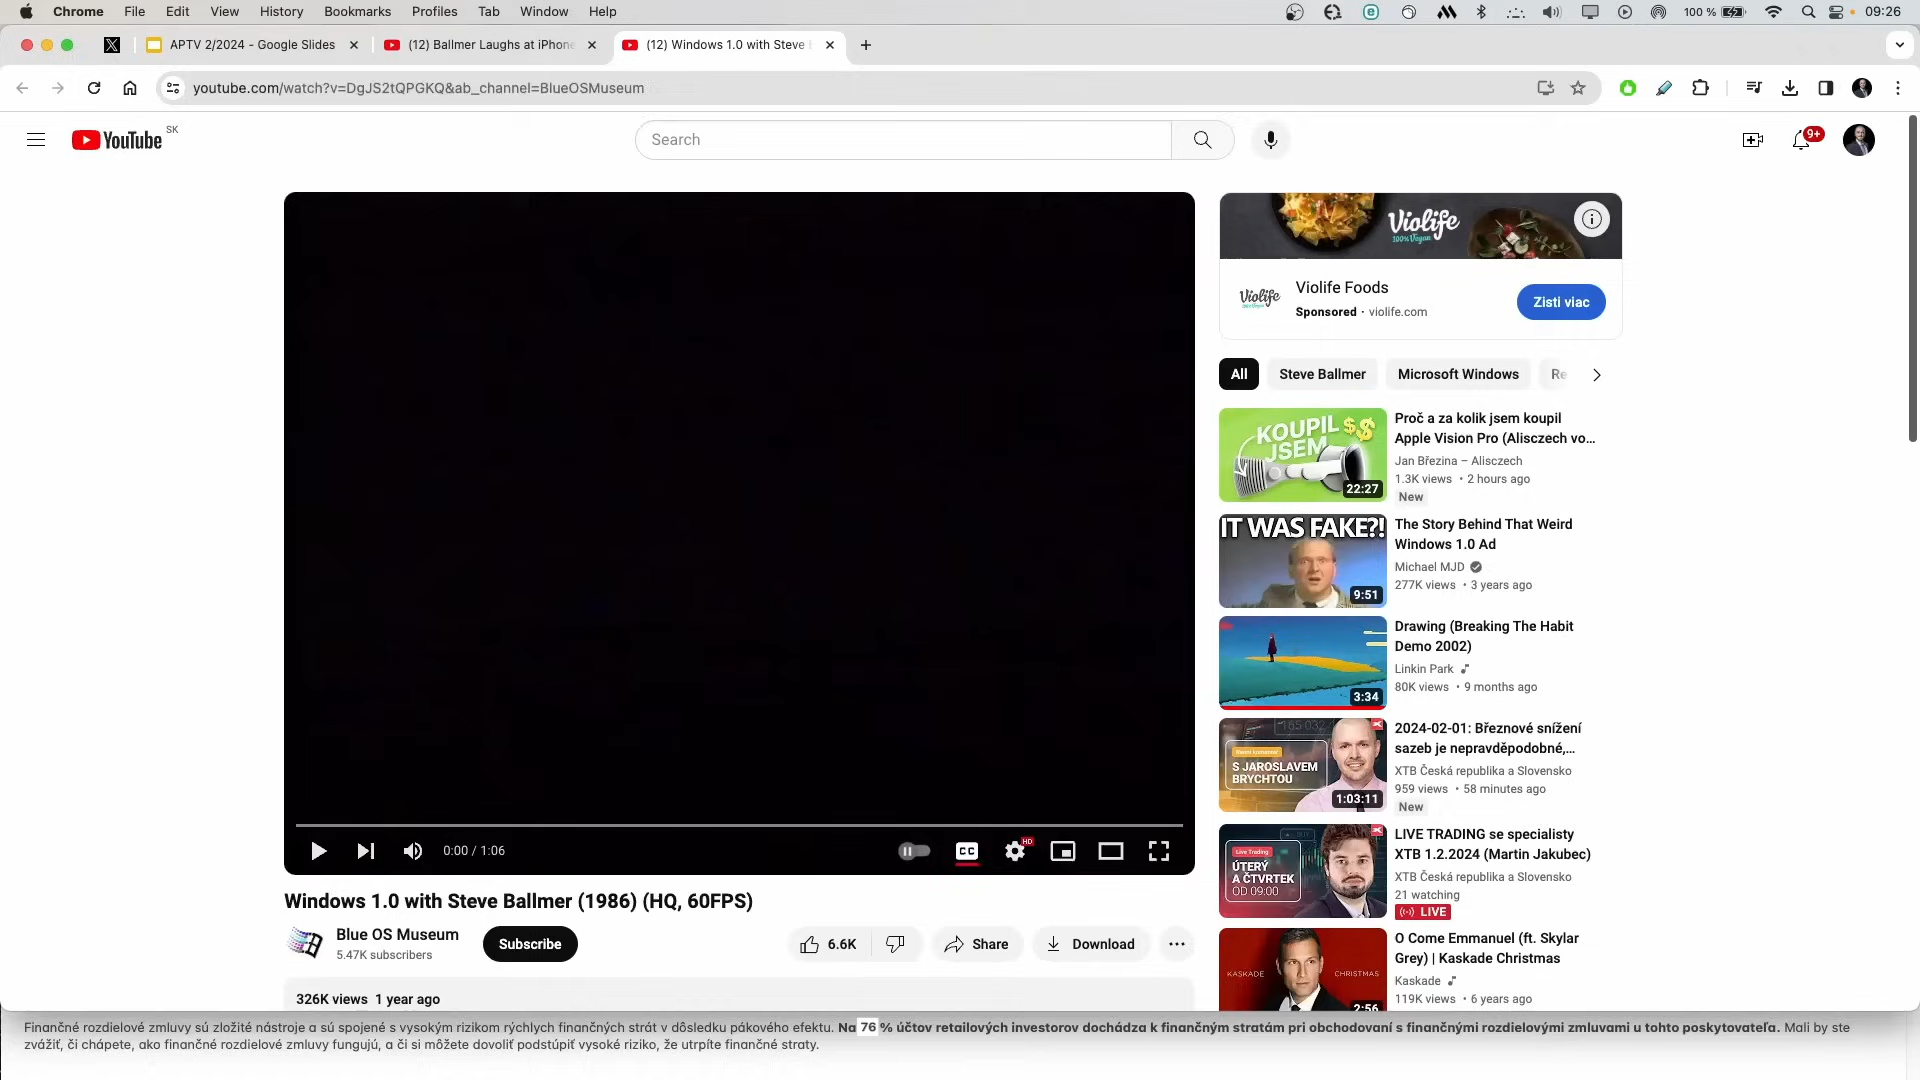 Chrome File Edit View History Bookmarks Profiles Tab Window Help 100 % 09:26
APTV 2/2024 - Google Slides
(12) Ballmer Laughs at iPhone
(12) Windows 1.0 with Steve
youtube.com/watch?v=DgJS2tQPGKQ&ab_channel=BlueOSMuseum
YouTube SK
Search
9+
Violife
100% Vegan
Violife
Violife Foods
Sponsored · violife.com
Zisti viac
All Steve Ballmer Microsoft Windows Re
KOUPIL
JSEM
$$
22:27
Proč a za kolik jsem koupil
Apple Vision Pro (Alisczech vo...
Jan Březina – Alisczech
1.3K views • 2 hours ago
New
IT WAS FAKE?!
9:51
The Story Behind That Weird
Windows 1.0 Ad
Michael MJD
277K views • 3 years ago
3:34
Drawing (Breaking The Habit
Demo 2002)
Linkin Park
80K views • 9 months ago
S JAROSLAVEM
BRYCHTOU
1:03:11
2024-02-01: Březnové snížení
sazeb je nepravděpodobné,...
XTB Česká republika a Slovensko
959 views • 58 minutes ago
New
Live Trading
ÚTERÝ
A ČTVRTEK
OD 09:00
LIVE TRADING se specialisty
XTB 1.2.2024 (Martin Jakubec)
XTB Česká republika a Slovensko
21 watching
LIVE
KASKADE CHRISTMAS
2:56
O Come Emmanuel (ft. Skylar
Grey) | Kaskade Christmas
Kaskade
119K views • 6 years ago
0:00 / 1:06
CC
HD
Windows 1.0 with Steve Ballmer (1986) (HQ, 60FPS)
Blue OS Museum
5.47K subscribers
Subscribe
6.6K
Share
Download
326K views 1 year ago
Finančné rozdielové zmluvy sú zložité nástroje a sú spojené s vysokým rizikom rýchlych finančných strát v dôsledku pákového efektu. Na 76 % účtov retailových investorov dochádza k finančným stratám pri obchodovaní s finančnými rozdielovými zmluvami u tohto poskytovateľa. Mali by ste
zvážiť, či chápete, ako finančné rozdielové zmluvy fungujú, a či si môžete dovoliť podstúpiť vysoké riziko, že utrpíte finančné straty.